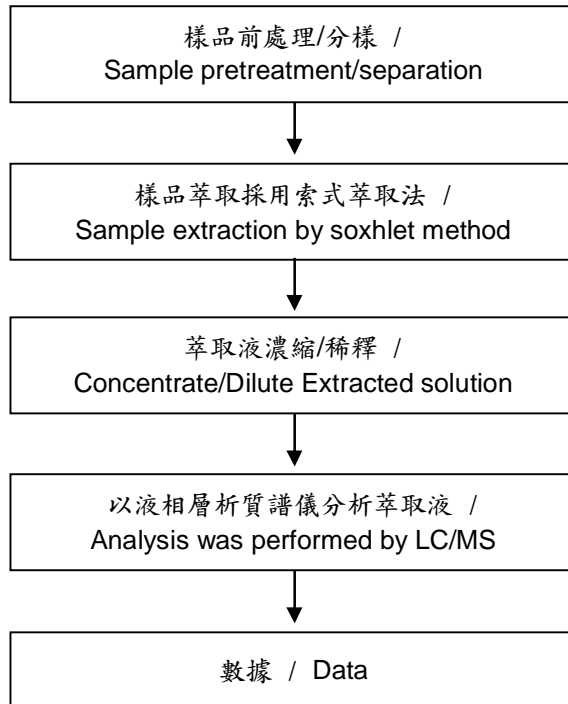 樣品前處理/分樣 /
Sample pretreatment/separation
樣品萃取採用索式萃取法 /
Sample extraction by soxhlet method
萃取液濃縮/稀釋 /
Concentrate/Dilute Extracted solution
以液相層析質譜儀分析萃取液 /
Analysis was performed by LC/MS
數據 / Data